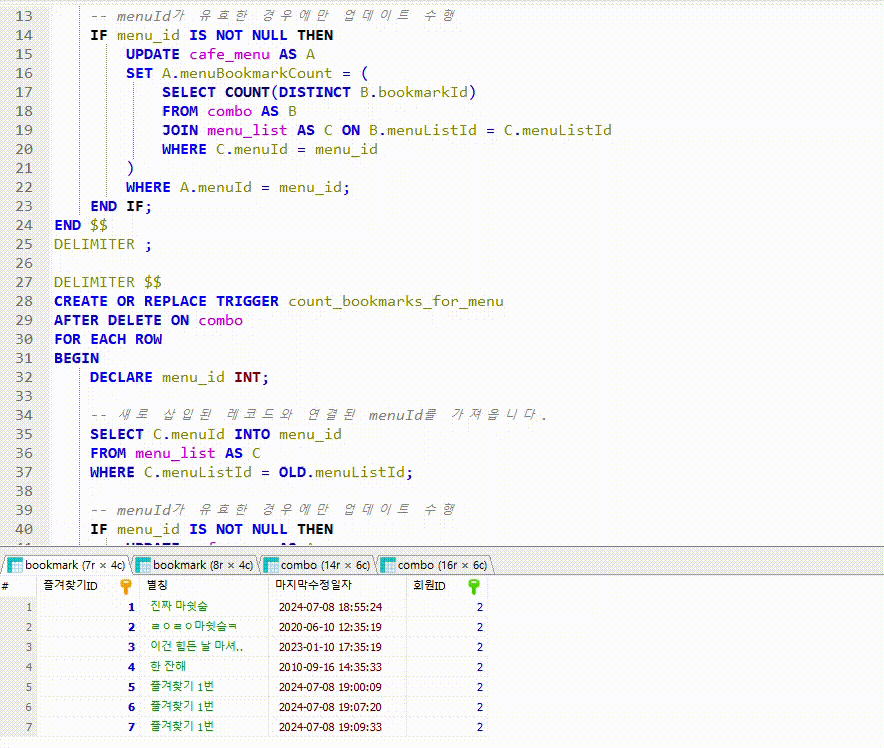 13 -- menuId가 유효한 경우에만 업데이트 수행
14 IF menu_id IS NOT NULL THEN
15 UPDATE cafe_menu AS A
16 SET A.menuBookmarkCount = (
17 SELECT COUNT(DISTINCT B.bookmarkId)
18 FROM combo AS B
19 JOIN menu_list AS C ON B.menuListId = C.menuListId
20 WHERE C.menuId = menu_id
21 )
22 WHERE A.menuId = menu_id;
23 END IF;
24 END $$
25 DELIMITER ;
26
27 DELIMITER $$
28 CREATE OR REPLACE TRIGGER count_bookmarks_for_menu
29 AFTER DELETE ON combo
30 FOR EACH ROW
31 BEGIN
32 DECLARE menu_id INT;
33
34 -- 새로 삽입된 레코드와 연결된 menuId를 가져옵니다.
35 SELECT C.menuId INTO menu_id
36 FROM menu_list AS C
37 WHERE C.menuListId = OLD.menuListId;
38
39 -- menuId가 유효한 경우에만 업데이트 수행
40 IF menu_id IS NOT NULL THEN
bookmark (7r × 4c) bookmark (8r × 4c) combo (14r × 6c) combo (16r × 6c)
# 즐겨찾기ID 별칭 마지막수정일자 회원ID
1 1 진짜 마쉿숨 2024-07-08 18:55:24 2
2 2 ㄹㅇㄹㅇ마쉿숨ㅋ 2020-06-10 12:35:19 2
3 3 이건 힘든 날 마셔.. 2023-01-10 17:35:19 2
4 4 한 잔해 2010-09-16 14:35:33 2
5 5 즐겨찾기 1번 2024-07-08 19:00:09 2
6 6 즐겨찾기 1번 2024-07-08 19:07:20 2
7 7 즐겨찾기 1번 2024-07-08 19:09:33 2